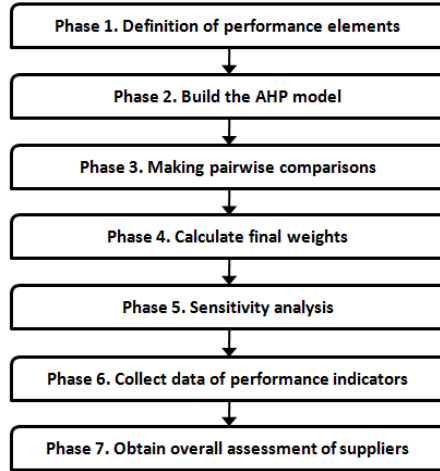 Phase 1. Definition of performance elements
Phase 2. Build the AHP model
Phase 3. Making pairwise comparisons
Phase 4. Calculate final weights
Phase 5. Sensitivity analysis
Phase 6. Collect data of performance indicators
Phase 7. Obtain overall assessment of suppliers